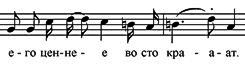 е - го цен-не - е во сто кра - ат.